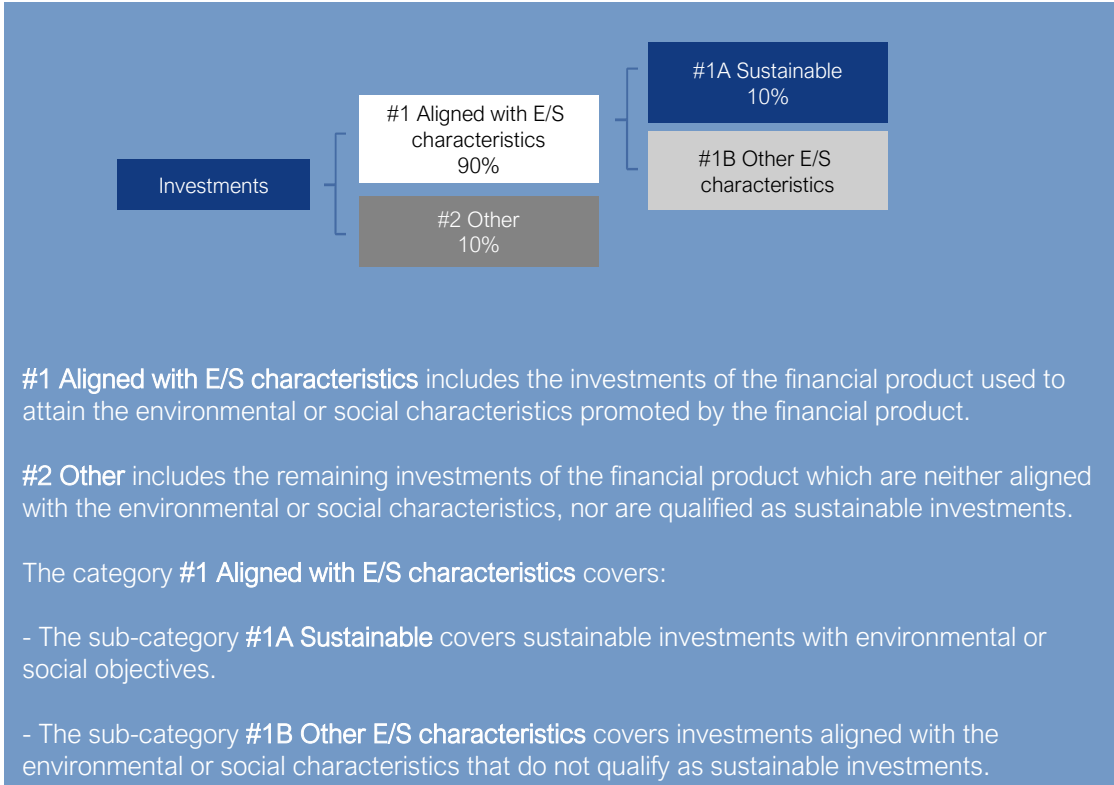 #1A Sustainable
10%
#1 Aligned with E/S
characteristics
90%
#1B Other E/S
characteristics
Investments
#2 Other
10%
#1 Aligned with E/S characteristics includes the investments of the financial product used to
attain the environmental or social characteristics promoted by the financial product.
#2 Other includes the remaining investments of the financial product which are neither aligned
with the environmental or social characteristics, nor are qualified as sustainable investments.
The category #1 Aligned with E/S characteristics covers:
- The sub-category #1A Sustainable covers sustainable investments with environmental or
social objectives.
- The sub-category #1B Other E/S characteristics covers investments aligned with the
environmental or social characteristics that do not qualify as sustainable investments.